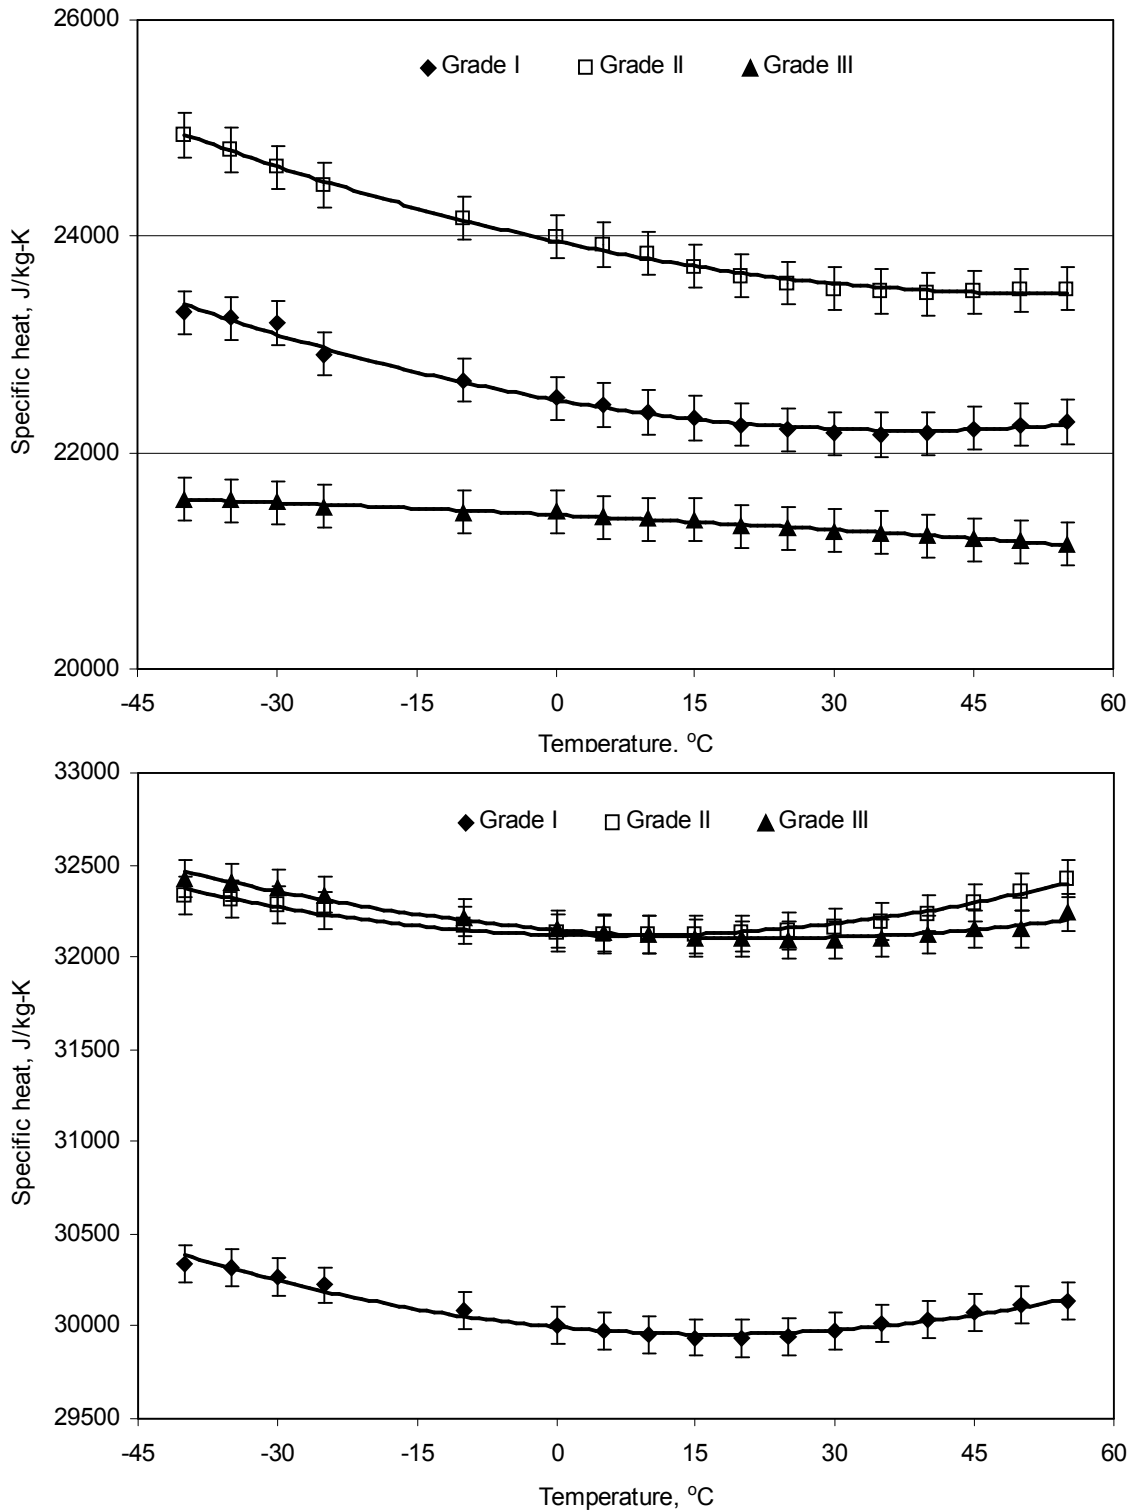 26000
Grade I Grade II Grade III
24000
Specific heat, J/kg-K
22000
20000
-45 -30 -15 0 15 30 45 60
Temperature, °C
33000
Grade I Grade II Grade III
32500
32000
31500
Specific heat, J/kg-K
31000
30500
30000
29500
-45 -30 -15 0 15 30 45 60
Temperature, °C